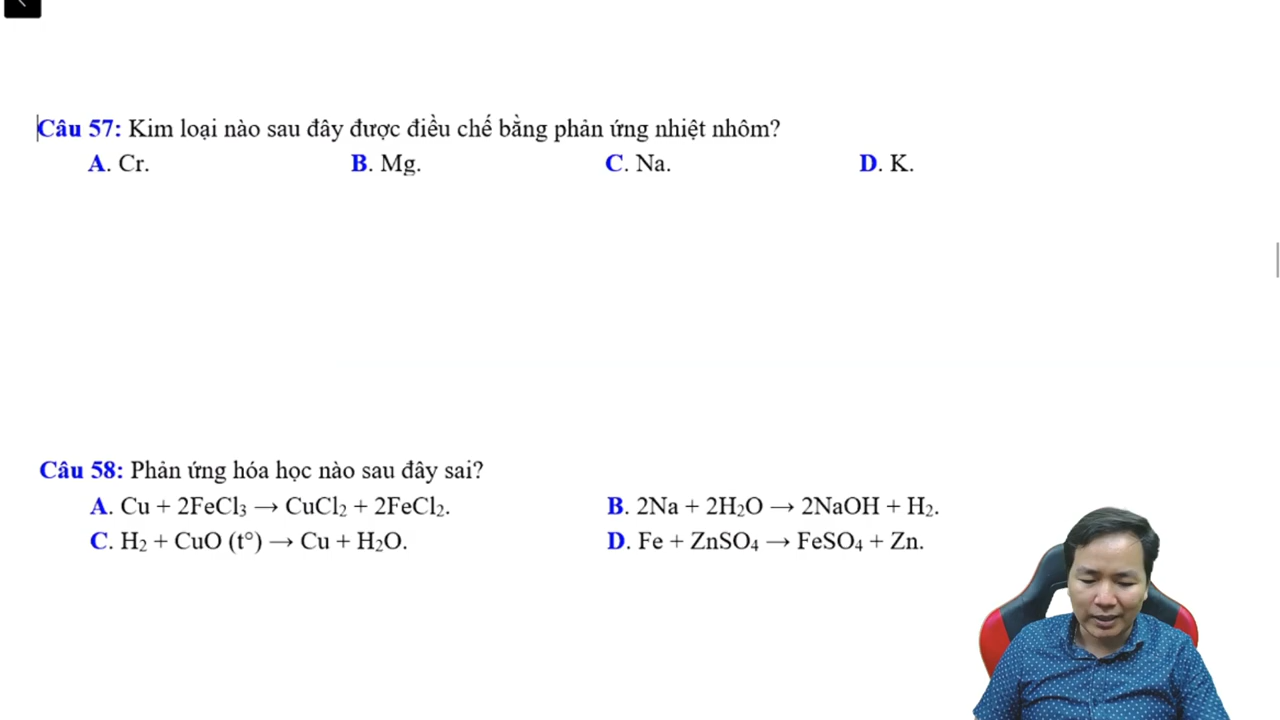 Câu 57: Kim loại nào sau đây được điều chế bằng phản ứng nhiệt nhôm?
A. Cr. B. Mg. C. Na. D. K.
Câu 58: Phản ứng hóa học nào sau đây sai?
A. Cu + 2FeCl₃ → CuCl₂ + 2FeCl₂. B. 2Na + 2H₂O → 2NaOH + H₂.
C. H₂ + CuO (t°) → Cu + H₂O. D. Fe + ZnSO₄ → FeSO₄ + Zn.